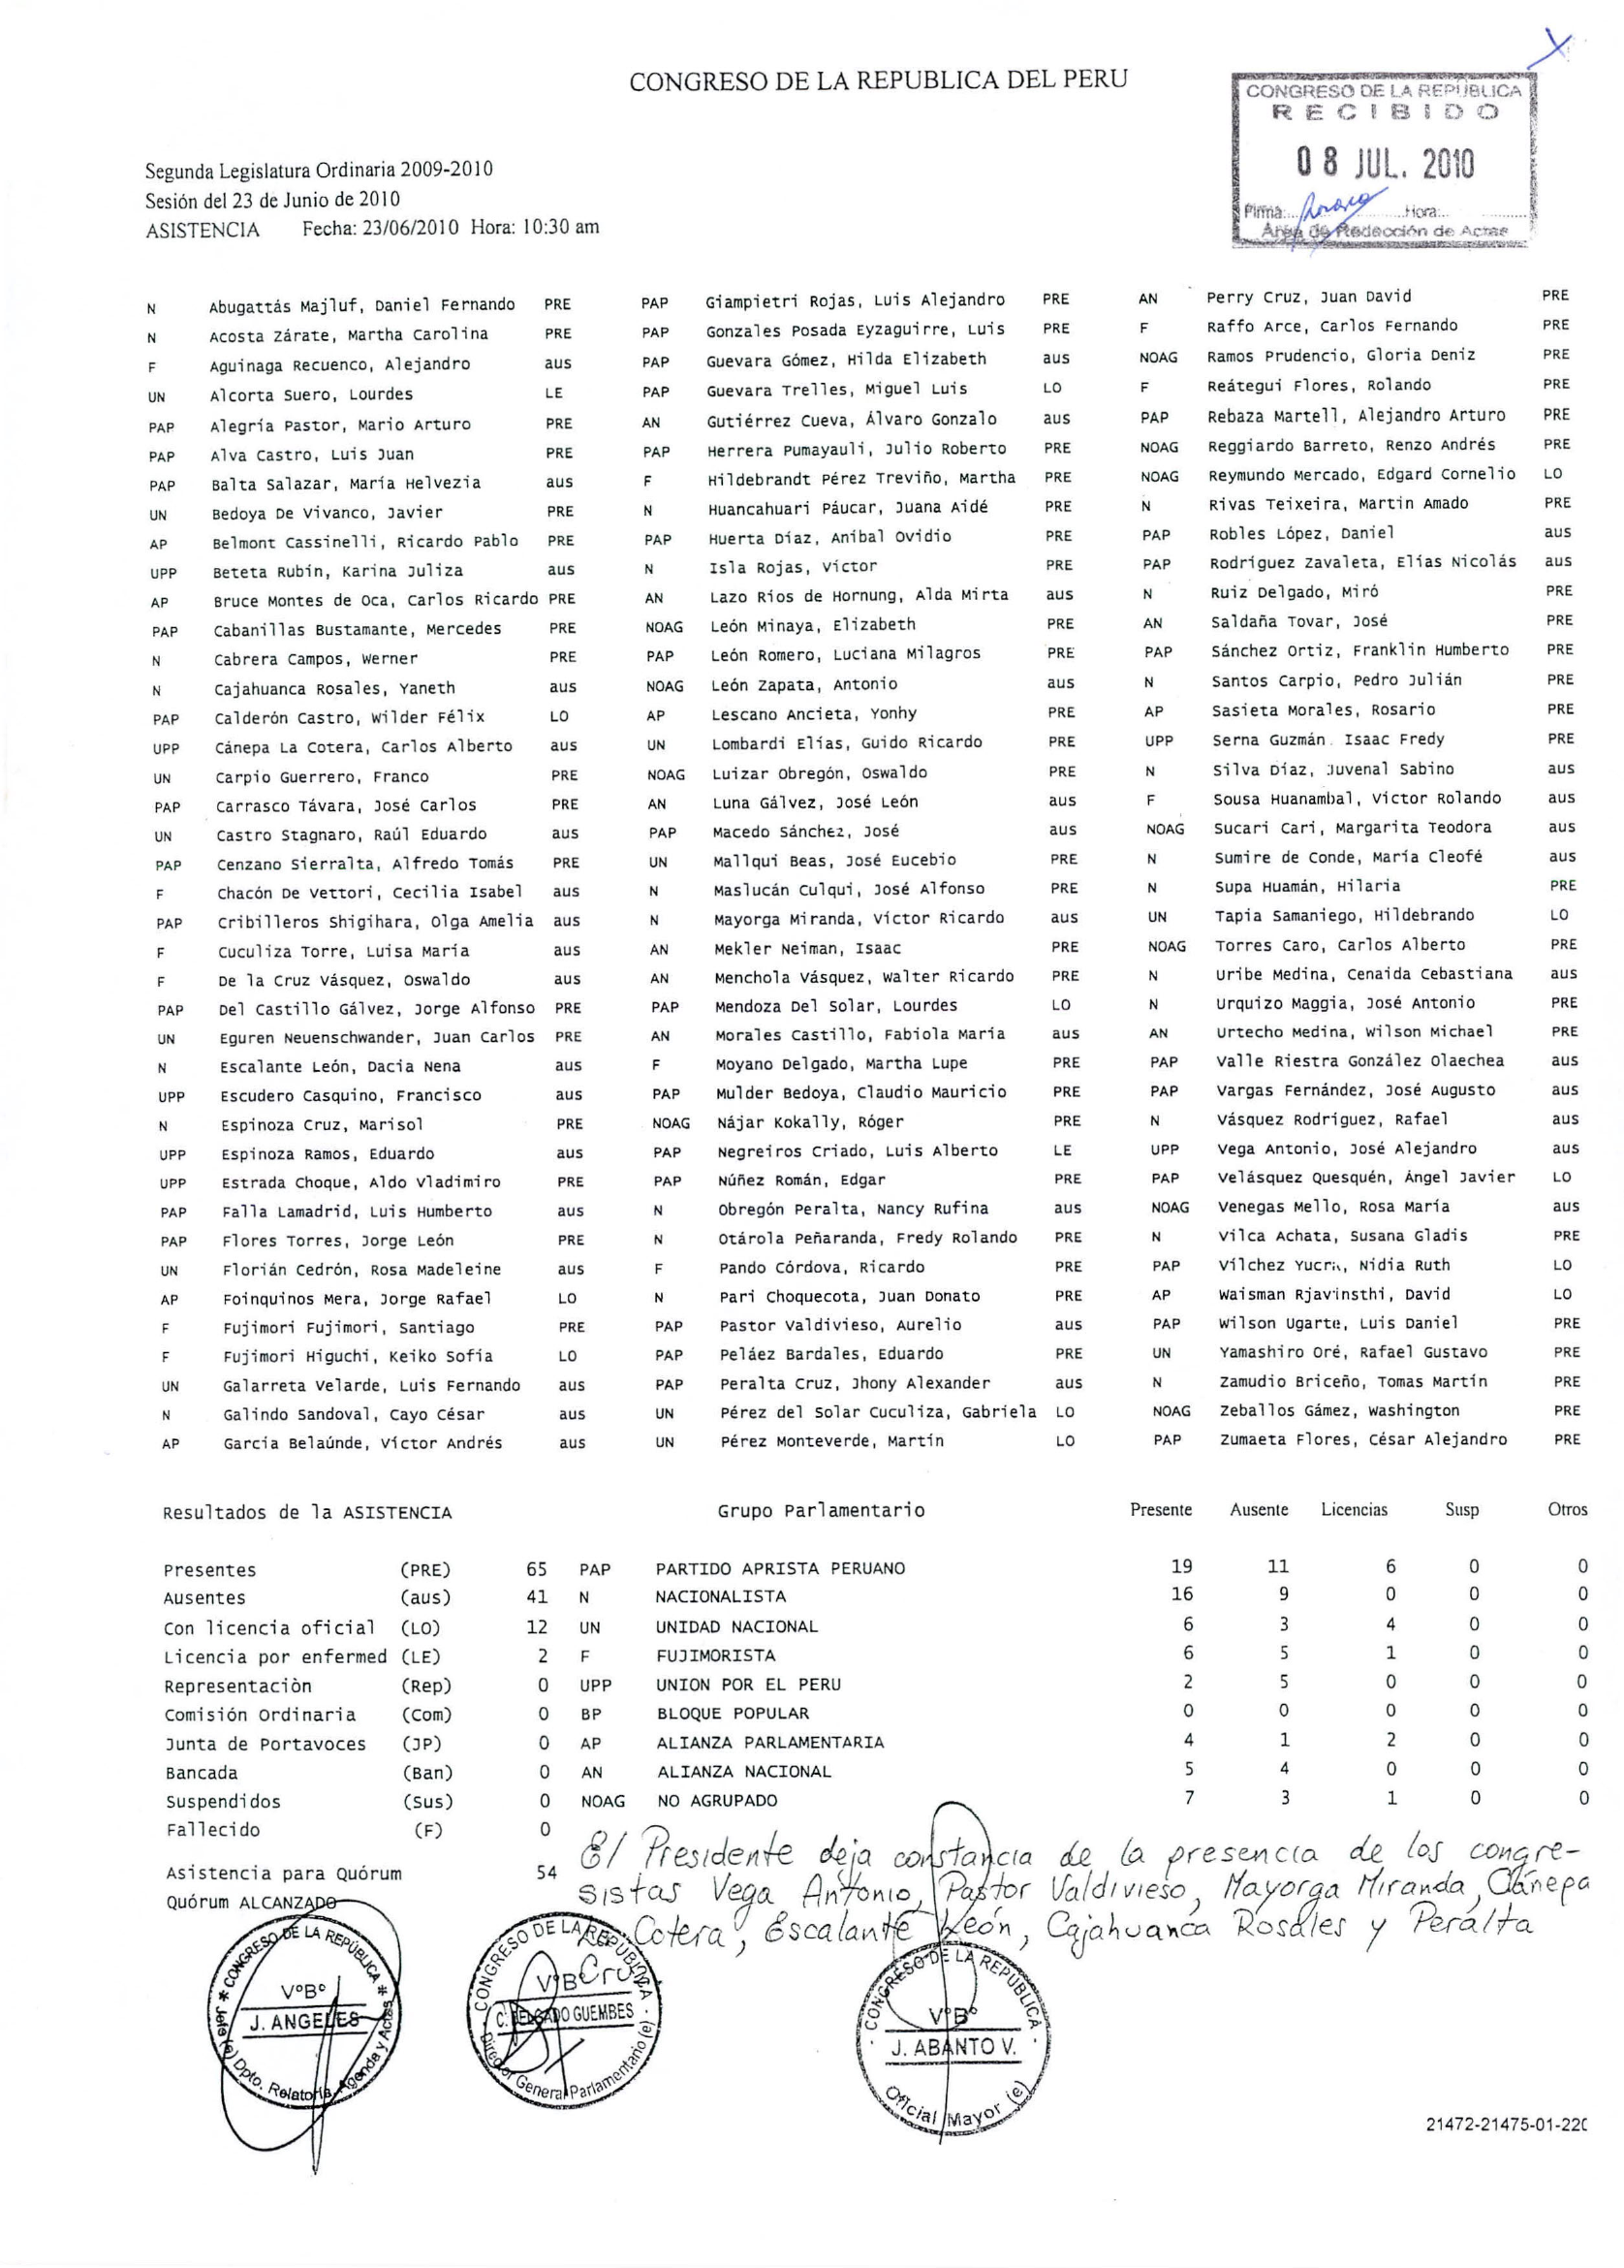 CONGRESO DE LA REPUBLICA DEL PERU
CONGRESO DE LA REPÚBLICA
RECIBIDO
08 JUL. 2010
Firma:.... Hora:...
Area de Redacción de Actas
Segunda Legislatura Ordinaria 2009-2010
Sesión del 23 de Junio de 2010
ASISTENCIA Fecha: 23/06/2010 Hora: 10:30 am
N Abugattás Majluf, Daniel Fernando PRE PAP Giampietri Rojas, Luis Alejandro PRE AN Perry Cruz, Juan David PRE
N Acosta Zárate, Martha Carolina PRE PAP Gonzales Posada Eyzaguirre, Luis PRE F Raffo Arce, Carlos Fernando PRE
F Aguinaga Recuenco, Alejandro aus PAP Guevara Gómez, Hilda Elizabeth aus NOAG Ramos Prudencio, Gloria Deniz PRE
UN Alcorta Suero, Lourdes LE PAP Guevara Trelles, Miguel Luis LO F Reátegui Flores, Rolando PRE
PAP Alegría Pastor, Mario Arturo PRE AN Gutiérrez Cueva, Álvaro Gonzalo aus PAP Rebaza Martell, Alejandro Arturo PRE
PAP Alva Castro, Luis Juan PRE PAP Herrera Pumayauli, Julio Roberto PRE NOAG Reggiardo Barreto, Renzo Andrés PRE
PAP Balta Salazar, María Helvezia aus F Hildebrandt Pérez Treviño, Martha PRE NOAG Reymundo Mercado, Edgard Cornelio LO
UN Bedoya De Vivanco, Javier PRE N Huancahuari Páucar, Juana Aidé PRE N Rivas Teixeira, Martin Amado PRE
AP Belmont Cassinelli, Ricardo Pablo PRE PAP Huerta Díaz, Anibal Ovidio PRE PAP Robles López, Daniel aus
UPP Beteta Rubín, Karina Juliza aus N Isla Rojas, Víctor PRE PAP Rodríguez Zavaleta, Elías Nicolás aus
AP Bruce Montes de Oca, Carlos Ricardo PRE AN Lazo Ríos de Hornung, Alda Mirta aus N Ruiz Delgado, Miró PRE
PAP Cabanillas Bustamante, Mercedes PRE NOAG León Minaya, Elizabeth PRE AN Saldaña Tovar, José PRE
N Cabrera Campos, Werner PRE PAP León Romero, Luciana Milagros PRE PAP Sánchez Ortiz, Franklin Humberto PRE
N Cajahuanca Rosales, Yaneth aus NOAG León Zapata, Antonio aus N Santos Carpio, Pedro Julián PRE
PAP Calderón Castro, Wilder Félix LO AP Lescano Ancieta, Yonhy PRE AP Sasieta Morales, Rosario PRE
UPP Cánepa La Cotera, Carlos Alberto aus UN Lombardi Elías, Guido Ricardo PRE UPP Serna Guzmán, Isaac Fredy PRE
UN Carpio Guerrero, Franco PRE NOAG Luizar Obregón, Oswaldo PRE N Silva Díaz, Juvenal Sabino aus
PAP Carrasco Távara, José Carlos PRE AN Luna Gálvez, José León aus F Sousa Huanambal, Víctor Rolando aus
UN Castro Stagnaro, Raúl Eduardo aus PAP Macedo Sánchez, José aus NOAG Sucari Cari, Margarita Teodora aus
PAP Cenzano Sierralta, Alfredo Tomás PRE UN Mallqui Beas, José Eucebio PRE N Sumire de Conde, María Cleofé aus
F Chacón De Vettori, Cecilia Isabel aus N Maslucán Culqui, José Alfonso PRE N Supa Huamán, Hilaria PRE
PAP Cribilleros Shigihara, Olga Amelia aus N Mayorga Miranda, Víctor Ricardo aus UN Tapia Samaniego, Hildebrando LO
F Cuculiza Torre, Luisa María aus AN Mekler Neiman, Isaac PRE NOAG Torres Caro, Carlos Alberto PRE
F De la Cruz Vásquez, Oswaldo aus AN Menchola Vásquez, Walter Ricardo PRE N Uribe Medina, Cenaida Cebastiana aus
PAP Del Castillo Gálvez, Jorge Alfonso PRE PAP Mendoza Del Solar, Lourdes LO N Urquizo Maggia, José Antonio PRE
UN Eguren Neuenschwander, Juan Carlos PRE AN Morales Castillo, Fabiola María aus AN Urtecho Medina, Wilson Michael PRE
N Escalante León, Dacia Nena aus F Moyano Delgado, Martha Lupe PRE PAP Valle Riestra González Olaechea aus
UPP Escudero Casquino, Francisco aus PAP Mulder Bedoya, Claudio Mauricio PRE PAP Vargas Fernández, José Augusto aus
N Espinoza Cruz, Marisol PRE NOAG Nájar Kokally, Róger PRE N Vásquez Rodríguez, Rafael aus
UPP Espinoza Ramos, Eduardo aus PAP Negreiros Criado, Luis Alberto LE UPP Vega Antonio, José Alejandro aus
UPP Estrada Choque, Aldo Vladimiro PRE PAP Núñez Román, Edgar PRE PAP Velásquez Quesquén, Ángel Javier LO
PAP Falla Lamadrid, Luis Humberto aus N Obregón Peralta, Nancy Rufina aus NOAG Venegas Mello, Rosa María aus
PAP Flores Torres, Jorge León PRE N Otárola Peñaranda, Fredy Rolando PRE N Vilca Achata, Susana Gladis PRE
UN Florián Cedrón, Rosa Madeleine aus F Pando Córdova, Ricardo PRE PAP Vílchez Yucra, Nidia Ruth LO
AP Foinquinos Mera, Jorge Rafael LO N Pari Choquecota, Juan Donato PRE AP Waisman Rjavinsthi, David LO
F Fujimori Fujimori, Santiago PRE PAP Pastor Valdivieso, Aurelio aus PAP Wilson Ugarte, Luis Daniel PRE
F Fujimori Higuchi, Keiko Sofía LO PAP Peláez Bardales, Eduardo PRE UN Yamashiro Oré, Rafael Gustavo PRE
UN Galarreta Velarde, Luis Fernando aus PAP Peralta Cruz, Jhony Alexander aus N Zamudio Briceño, Tomas Martín PRE
N Galindo Sandoval, Cayo César aus UN Pérez del Solar Cuculiza, Gabriela LO NOAG Zeballos Gámez, Washington PRE
AP García Belaúnde, Víctor Andrés aus UN Pérez Monteverde, Martín LO PAP Zumaeta Flores, César Alejandro PRE
Resultados de la ASISTENCIA Grupo Parlamentario Presente Ausente Licencias Susp Otros
Presentes (PRE) 65 PAP PARTIDO APRISTA PERUANO 19 11 6 0 0
Ausentes (aus) 41 N NACIONALISTA 16 9 0 0 0
Con licencia oficial (LO) 12 UN UNIDAD NACIONAL 6 3 4 0 0
Licencia por enfermed (LE) 2 F FUJIMORISTA 6 5 1 0 0
Representaciòn (Rep) 0 UPP UNION POR EL PERU 2 5 0 0 0
Comisión Ordinaria (Com) 0 BP BLOQUE POPULAR 0 0 0 0 0
Junta de Portavoces (JP) 0 AP ALIANZA PARLAMENTARIA 4 1 2 0 0
Bancada (Ban) 0 AN ALIANZA NACIONAL 5 4 0 0 0
Suspendidos (Sus) 0 NOAG NO AGRUPADO 7 3 1 0 0
Fallecido (F) 0
El Presidente deja constancia de la presencia de los congre-
Asistencia para Quórum 54
sistas Vega Antonio, Pastor Valdivieso, Mayorga Miranda, Cánepa
Quórum ALCANZADO
La Cotera, Escalante León, Cajahuanca Rosales y Peralta
Cruz.
* CONGRESO DE LA REPÚBLICA *
V°B°
J. ANGELES
Jefe (e) Dpto. Relatoría, Agenda y Actas
CONGRESO DE LA REPÚBLICA
V°B°
C. DELGADO GUEMBES
Director General Parlamentario (e)
CONGRESO DE LA REPÚBLICA
V°B°
J. ABANTO V.
Oficial Mayor (e)
21472-21475-01-220